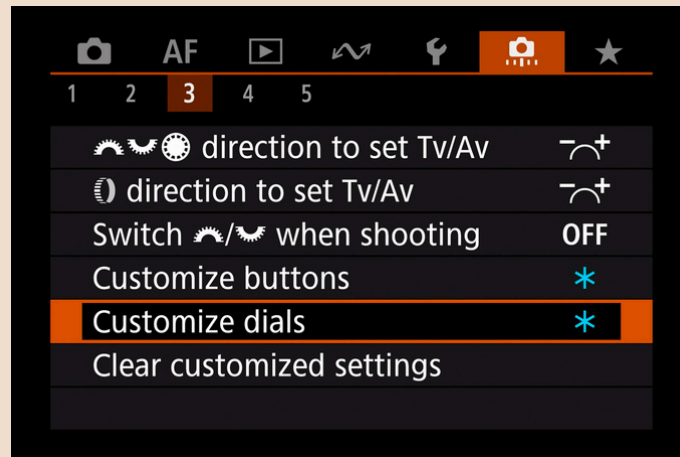 AF
1 2 3 4 5
direction to set Tv/Av - +
direction to set Tv/Av - +
Switch / when shooting OFF
Customize buttons *
Customize dials *
Clear customized settings